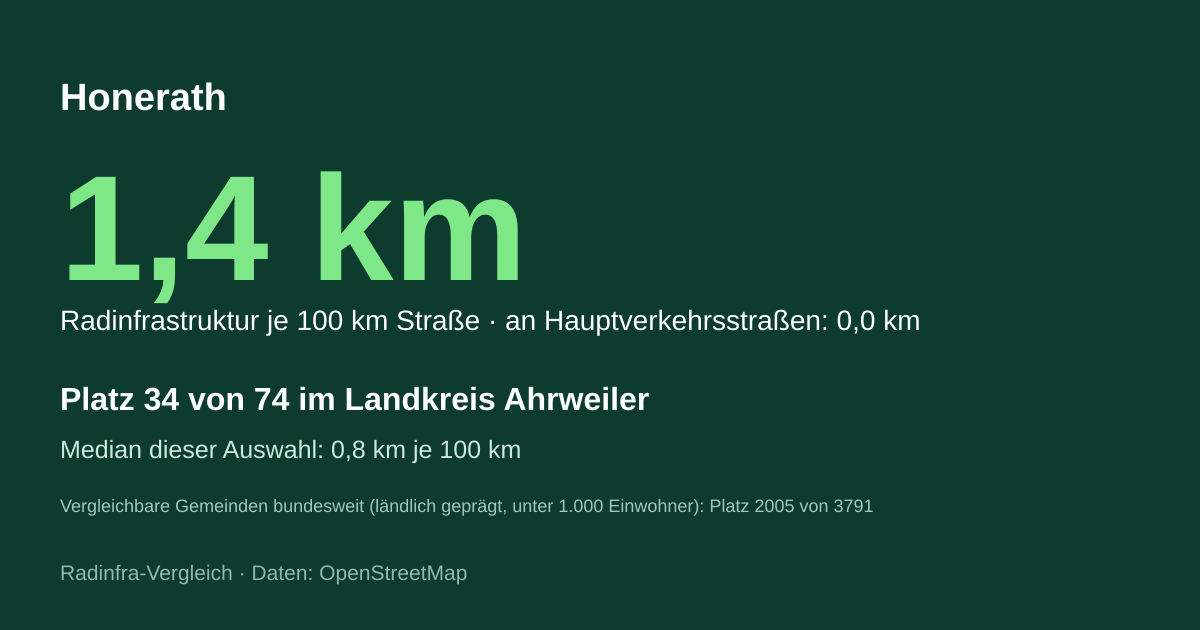 Honerath
1,4 km
Radinfrastruktur je 100 km Straße · an Hauptverkehrsstraßen: 0,0 km
Platz 34 von 74 im Landkreis Ahrweiler
Median dieser Auswahl: 0,8 km je 100 km
Vergleichbare Gemeinden bundesweit (ländlich geprägt, unter 1.000 Einwohner): Platz 2005 von 3791
Radinfra-Vergleich · Daten: OpenStreetMap